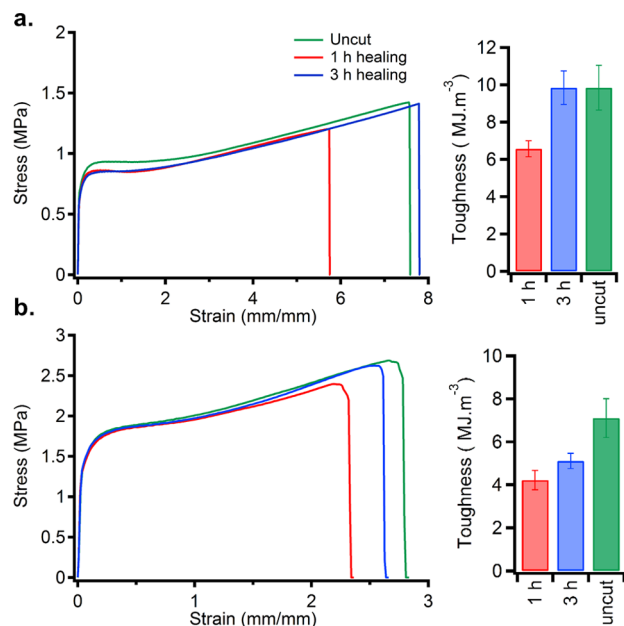 a.
Stress (MPa)
2
1.5
1
0.5
0
Uncut
1 h healing
3 h healing
0
2
4
6
8
Strain (mm/mm)
Toughness ( MJ.m⁻³)
12
10
8
6
4
2
0
1 h
3 h
uncut
b.
Stress (MPa)
3
2.5
2
1.5
1
0.5
0
0
1
2
3
Strain (mm/mm)
Toughness ( MJ.m⁻³)
10
8
6
4
2
0
1 h
3 h
uncut